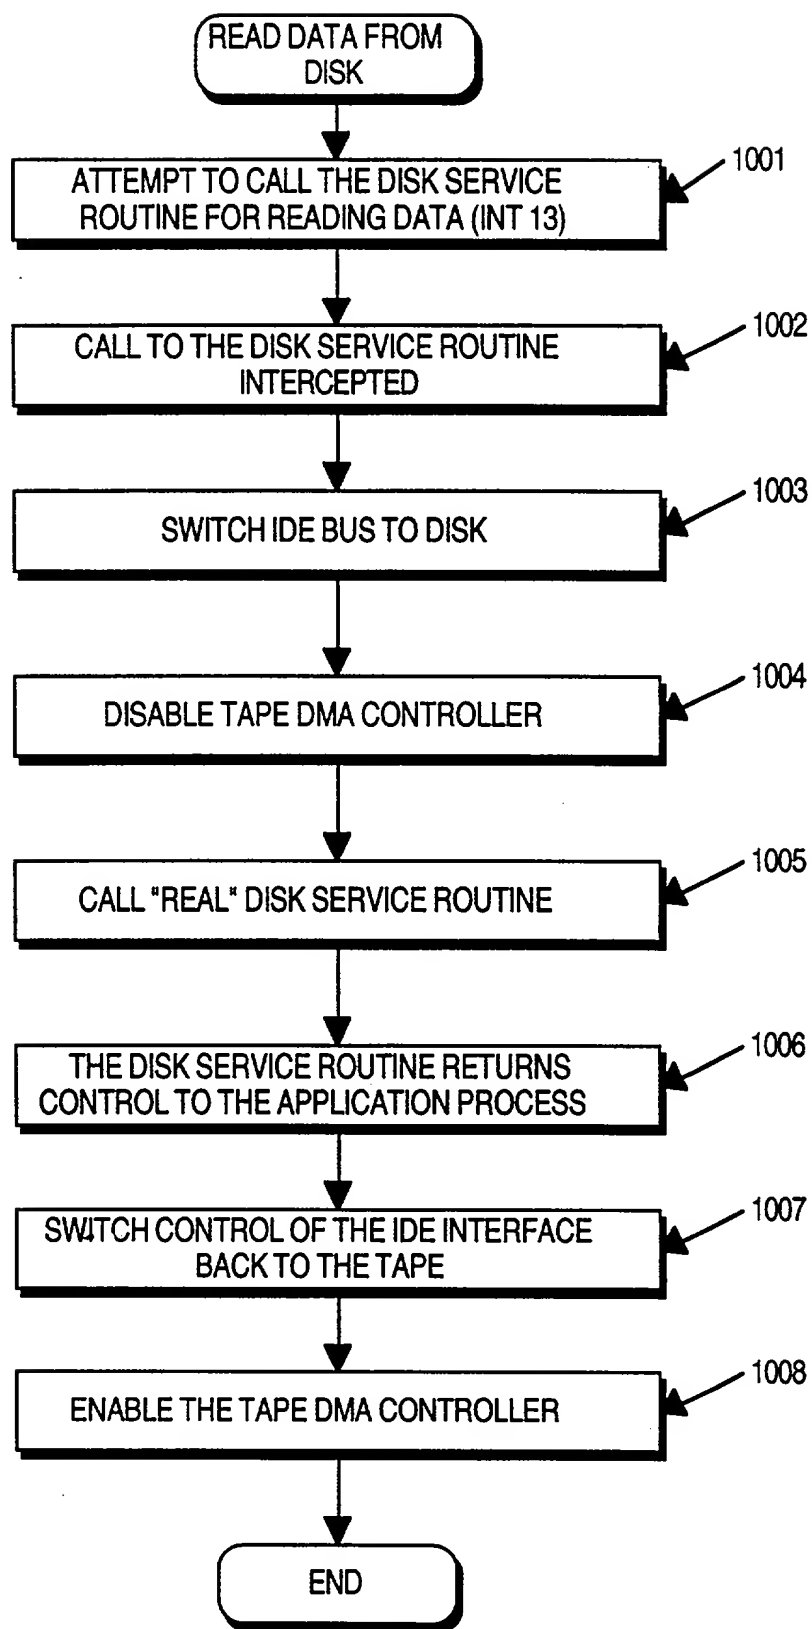 READ DATA FROM
DISK
1001
ATTEMPT TO CALL THE DISK SERVICE
ROUTINE FOR READING DATA (INT 13)
1002
CALL TO THE DISK SERVICE ROUTINE
INTERCEPTED
1003
SWITCH IDE BUS TO DISK
1004
DISABLE TAPE DMA CONTROLLER
1005
CALL "REAL" DISK SERVICE ROUTINE
1006
THE DISK SERVICE ROUTINE RETURNS
CONTROL TO THE APPLICATION PROCESS
1007
SWITCH CONTROL OF THE IDE INTERFACE
BACK TO THE TAPE
1008
ENABLE THE TAPE DMA CONTROLLER
END